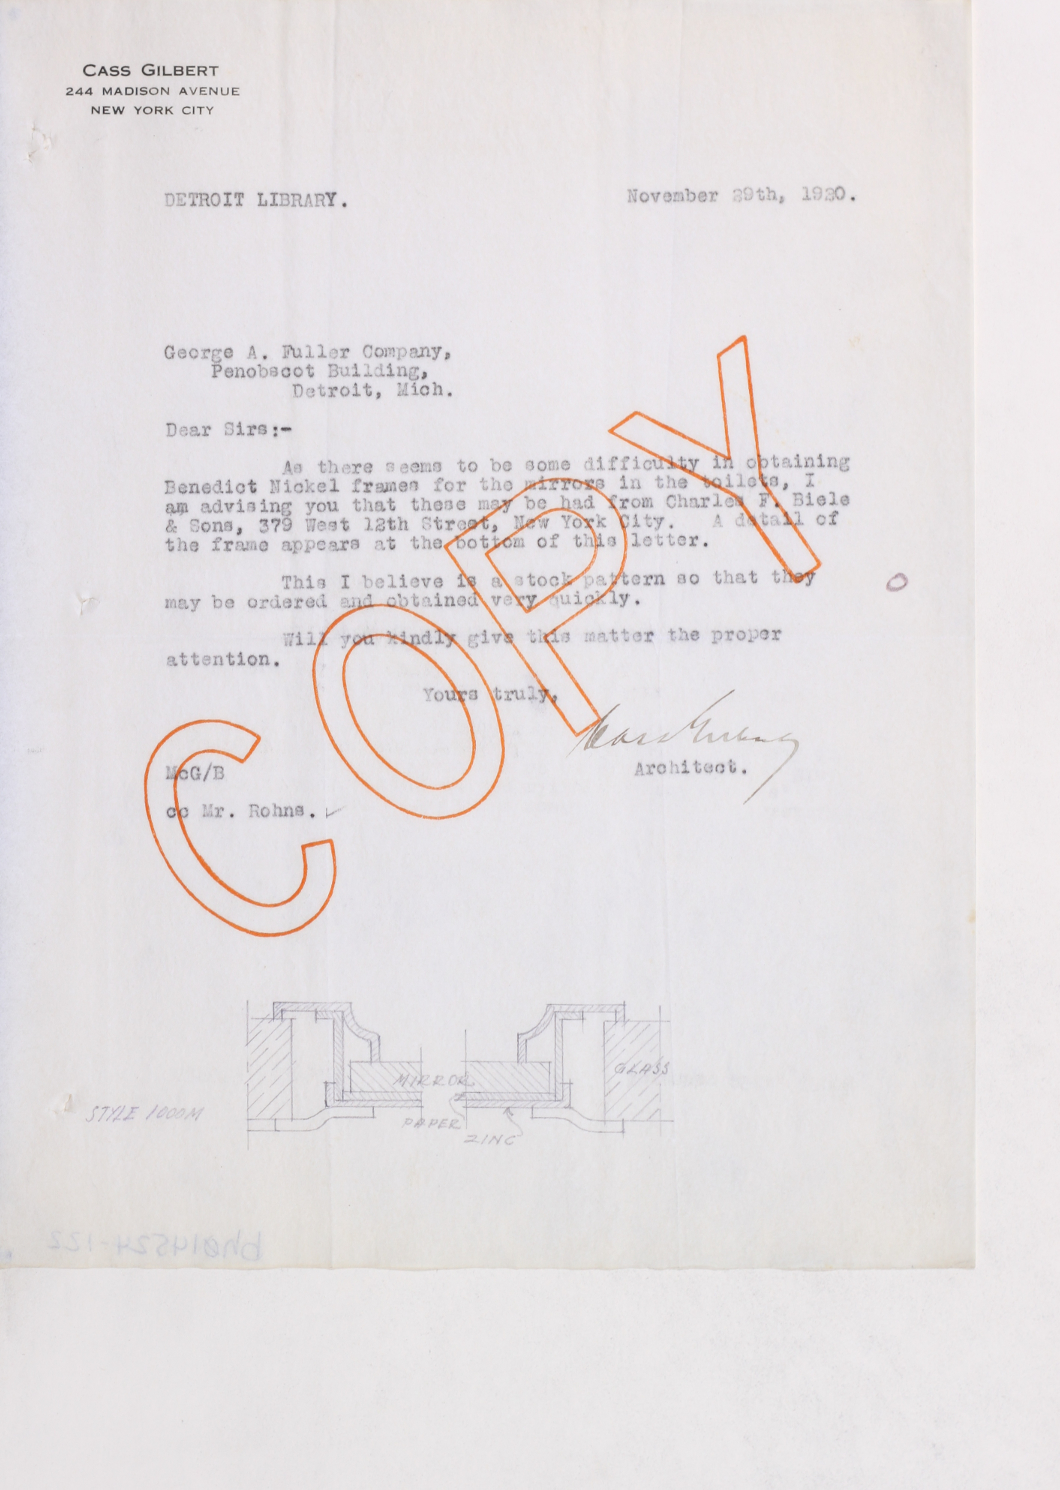 CASS GILBERT
244 MADISON AVENUE
NEW YORK CITY
DETROIT LIBRARY. November 29th, 1920.
George A. Fuller Company,
Penobscot Building,
Detroit, Mich.
Dear Sirs:-
As there seems to be some difficulty in obtaining
Benedict Nickel frames for the mirrors in the toilets, I
am advising you that these may be had from Charles F. Biele
& Sons, 379 West 12th Street, New York City. A detail of
the frame appears at the bottom of this letter.
This I believe is a stock pattern so that they
may be ordered and obtained very quickly.
Will you kindly give this matter the proper
attention.
Yours truly,
Cass Gilbert
Architect.
McG/B
cc Mr. Rohns.
COPY
MIRROR
GLASS
PAPER
ZINC
STYLE 1000M
bh014524-122